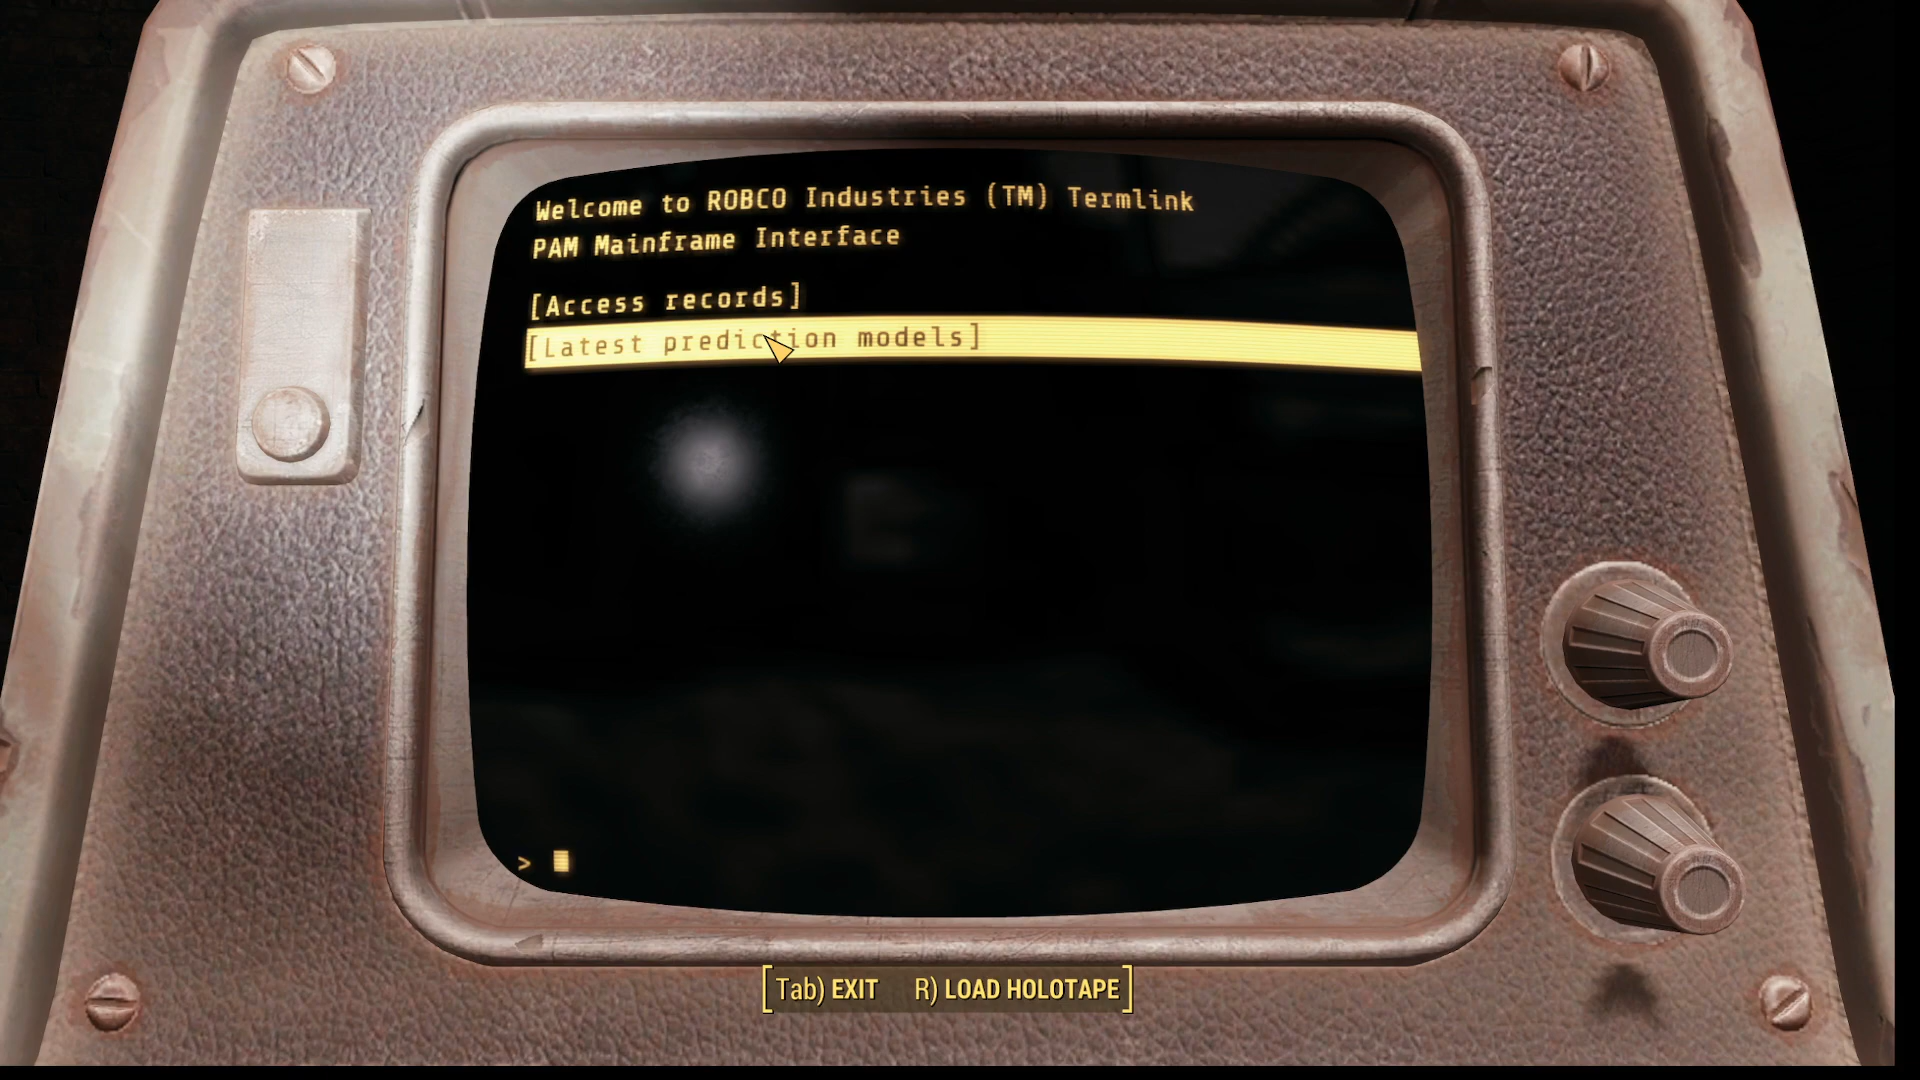 Welcome to ROBCO Industries (TM) Termlink
PAM Mainframe Interface
[Access records]
[Latest prediction models]
>
Tab) EXIT R) LOAD HOLOTAPE